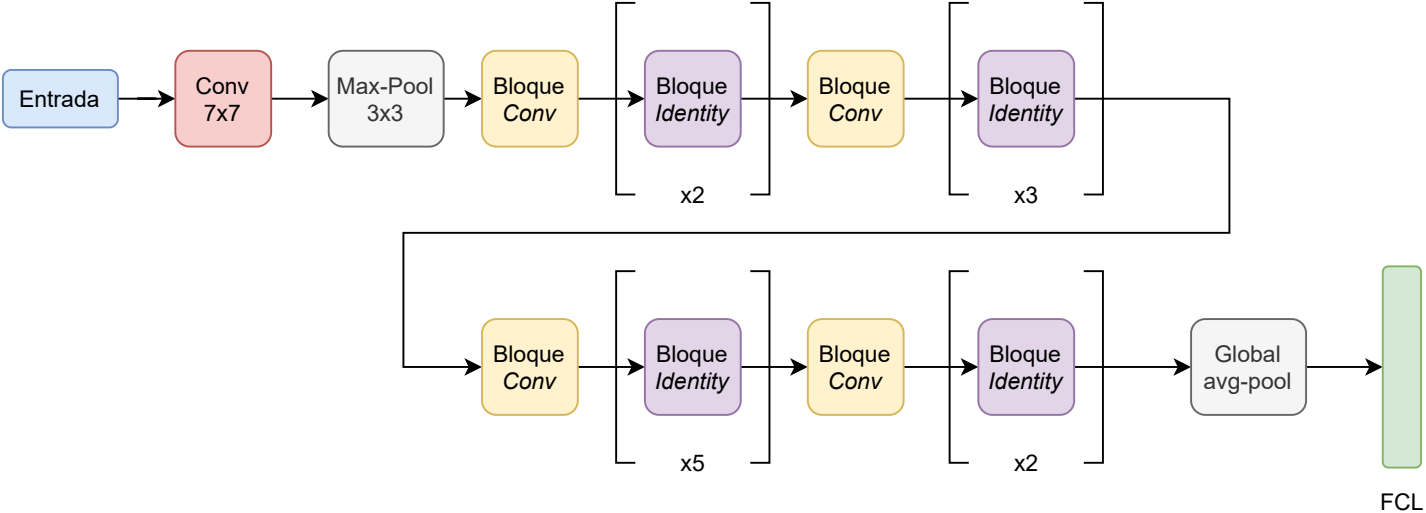 Entrada
Conv
7x7
Max-Pool
3x3
Bloque
Conv
Bloque
Identity
x2
Bloque
Conv
Bloque
Identity
x3
Bloque
Conv
Bloque
Identity
x5
Bloque
Conv
Bloque
Identity
x2
Global
avg-pool
FCL